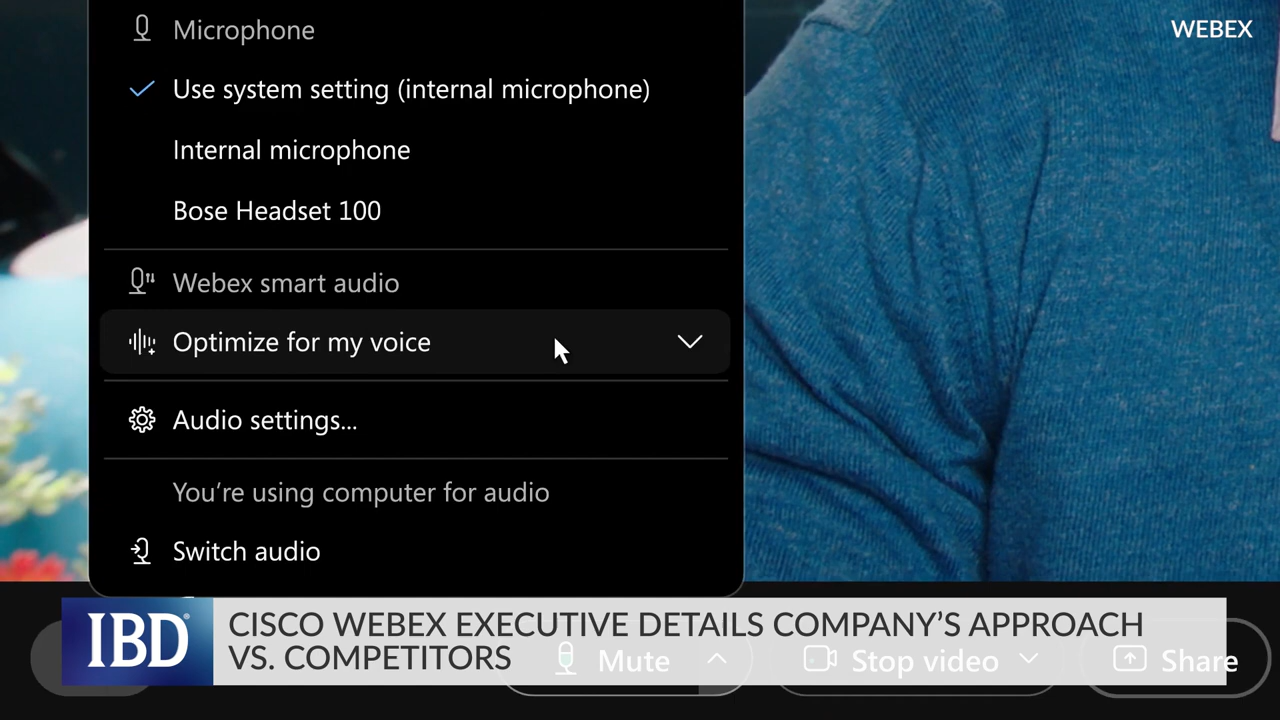 WEBEX
Microphone
Use system setting (internal microphone)
Internal microphone
Bose Headset 100
Webex smart audio
Optimize for my voice
Audio settings...
You're using computer for audio
Switch audio
IBD
CISCO WEBEX EXECUTIVE DETAILS COMPANY'S APPROACH
VS. COMPETITORS
Mute
Stop video
Share